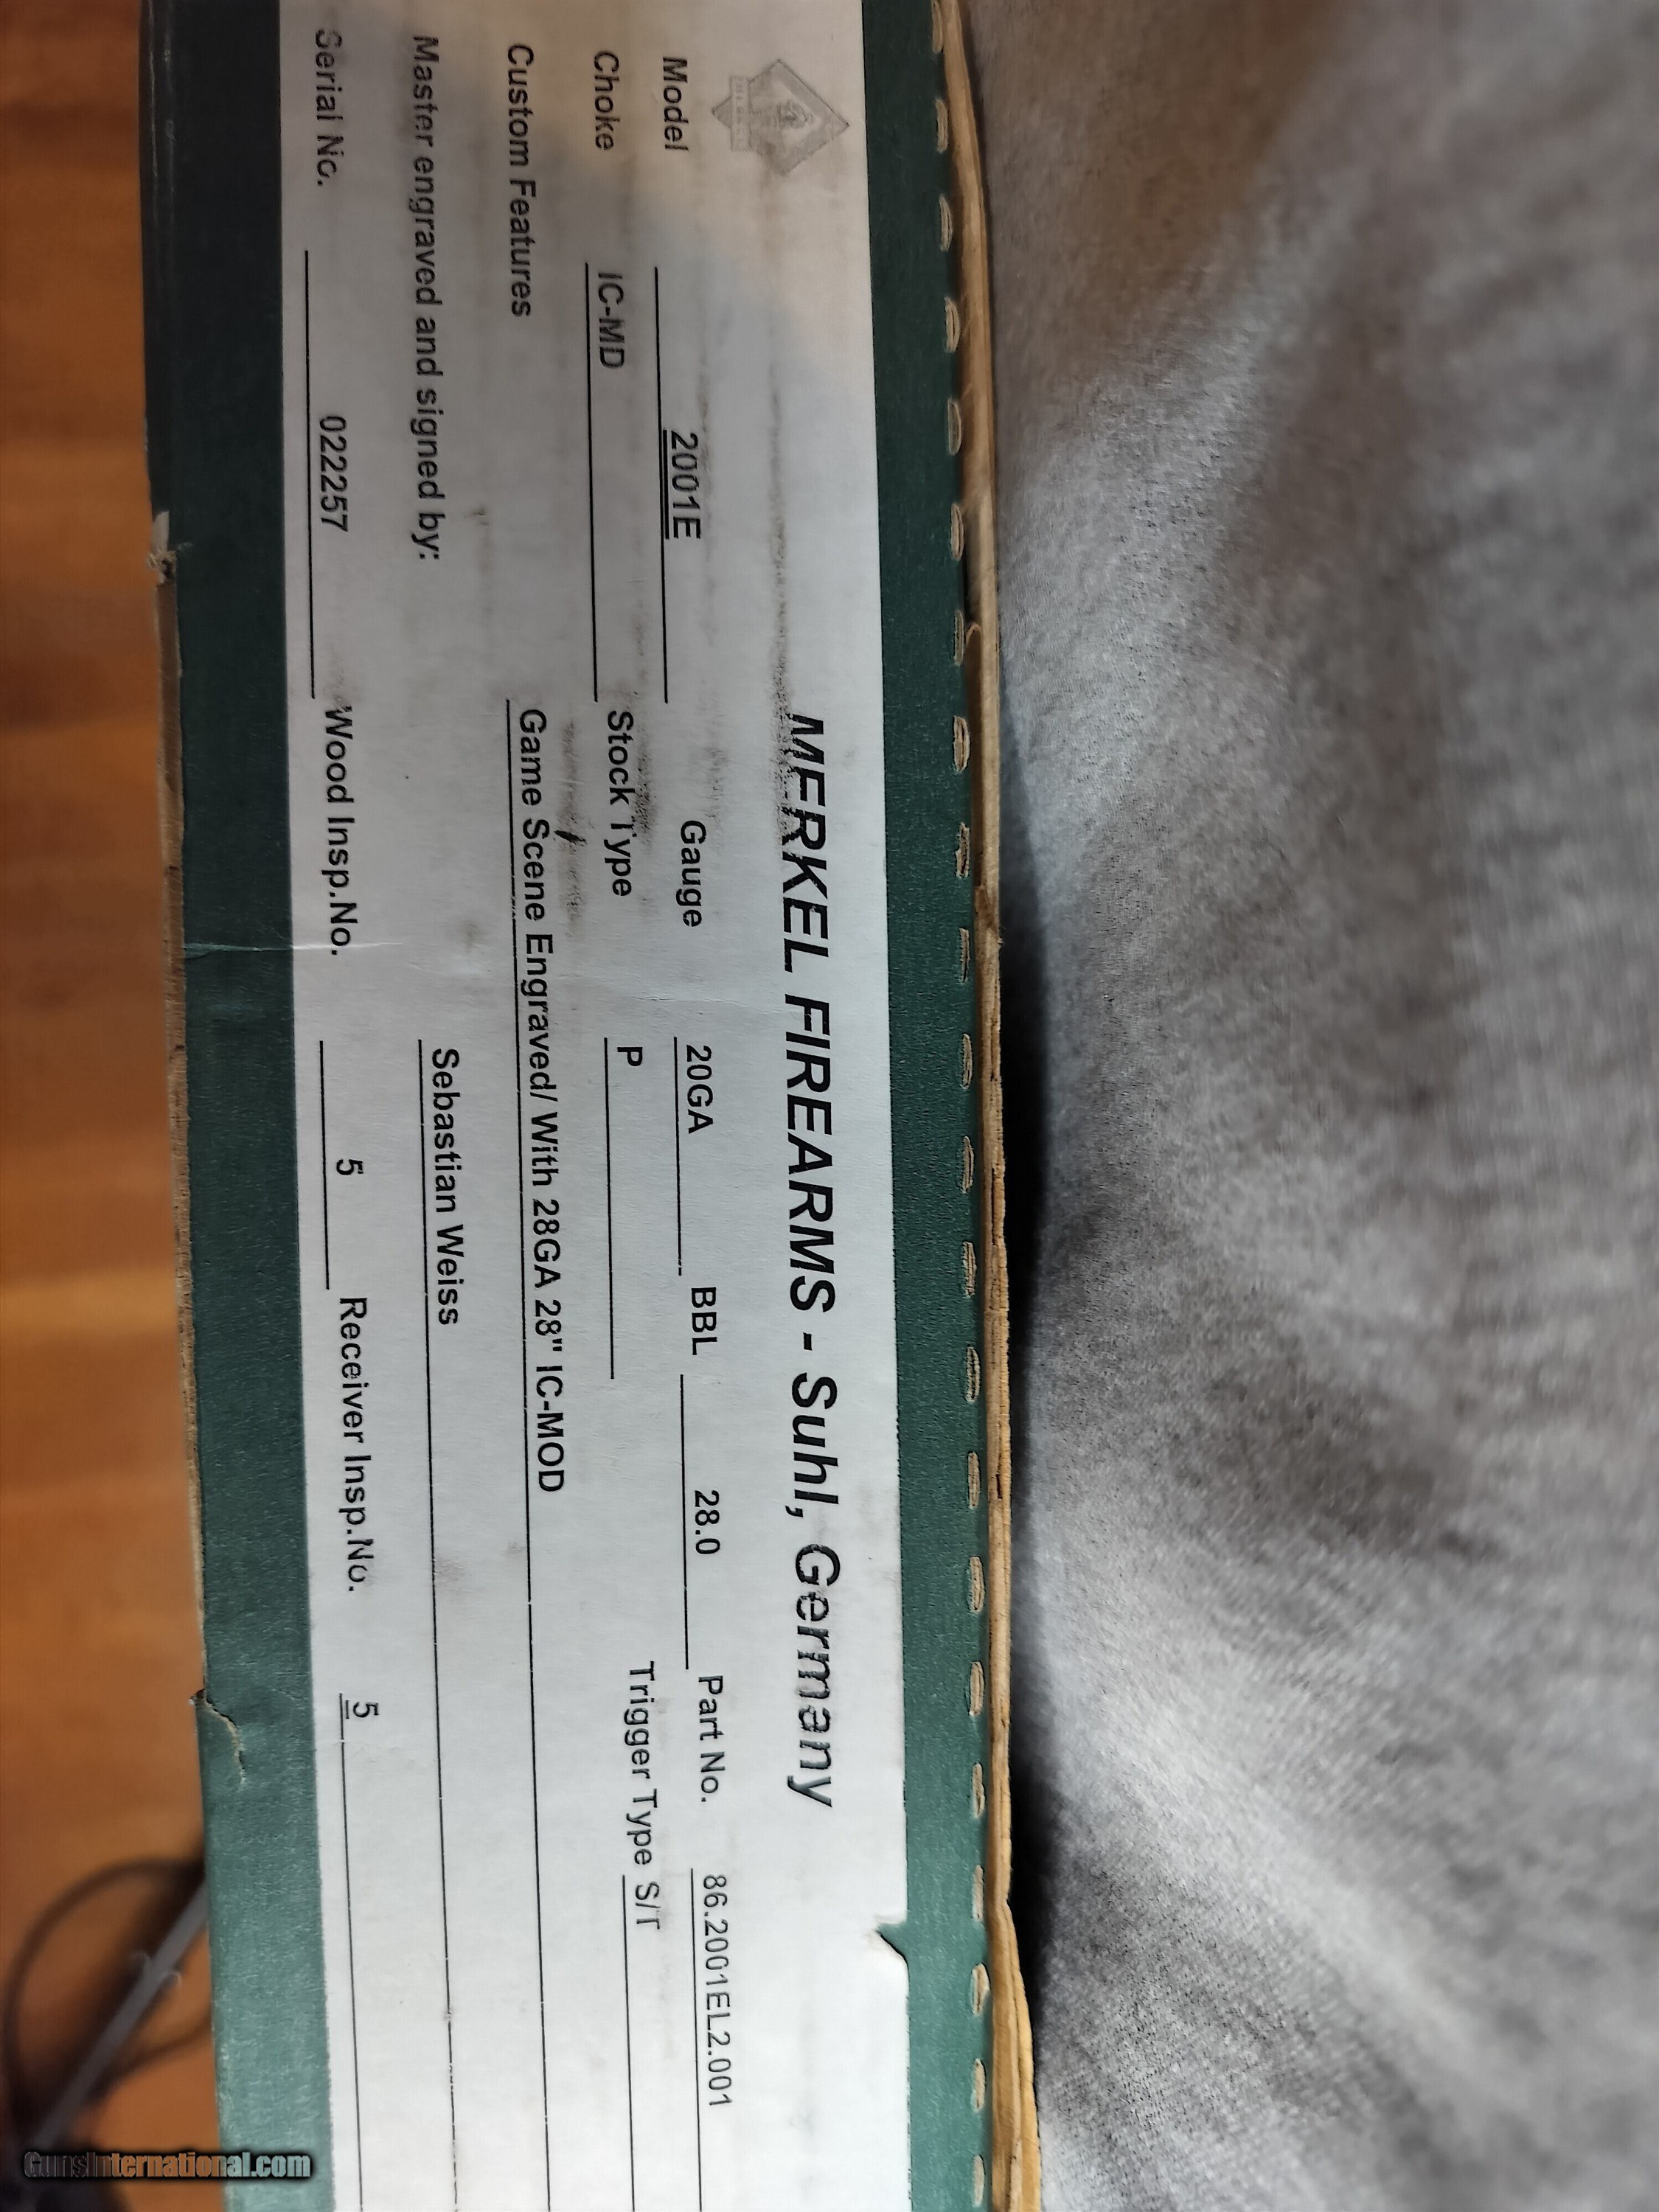 MERKEL FIREARMS - Suhl, Germany
Model 2001E Gauge 20GA BBL 28.0 Part No. 86.2001EL2.001
Choke IC-MD Stock Type P Trigger Type S/T
Custom Features Game Scene Engraved/ With 28GA 28" IC-MOD
Master engraved and signed by: Sebastian Weiss
Serial No. 022257 Wood Insp.No. 5 Receiver Insp.No. 5
GunsInternational.com